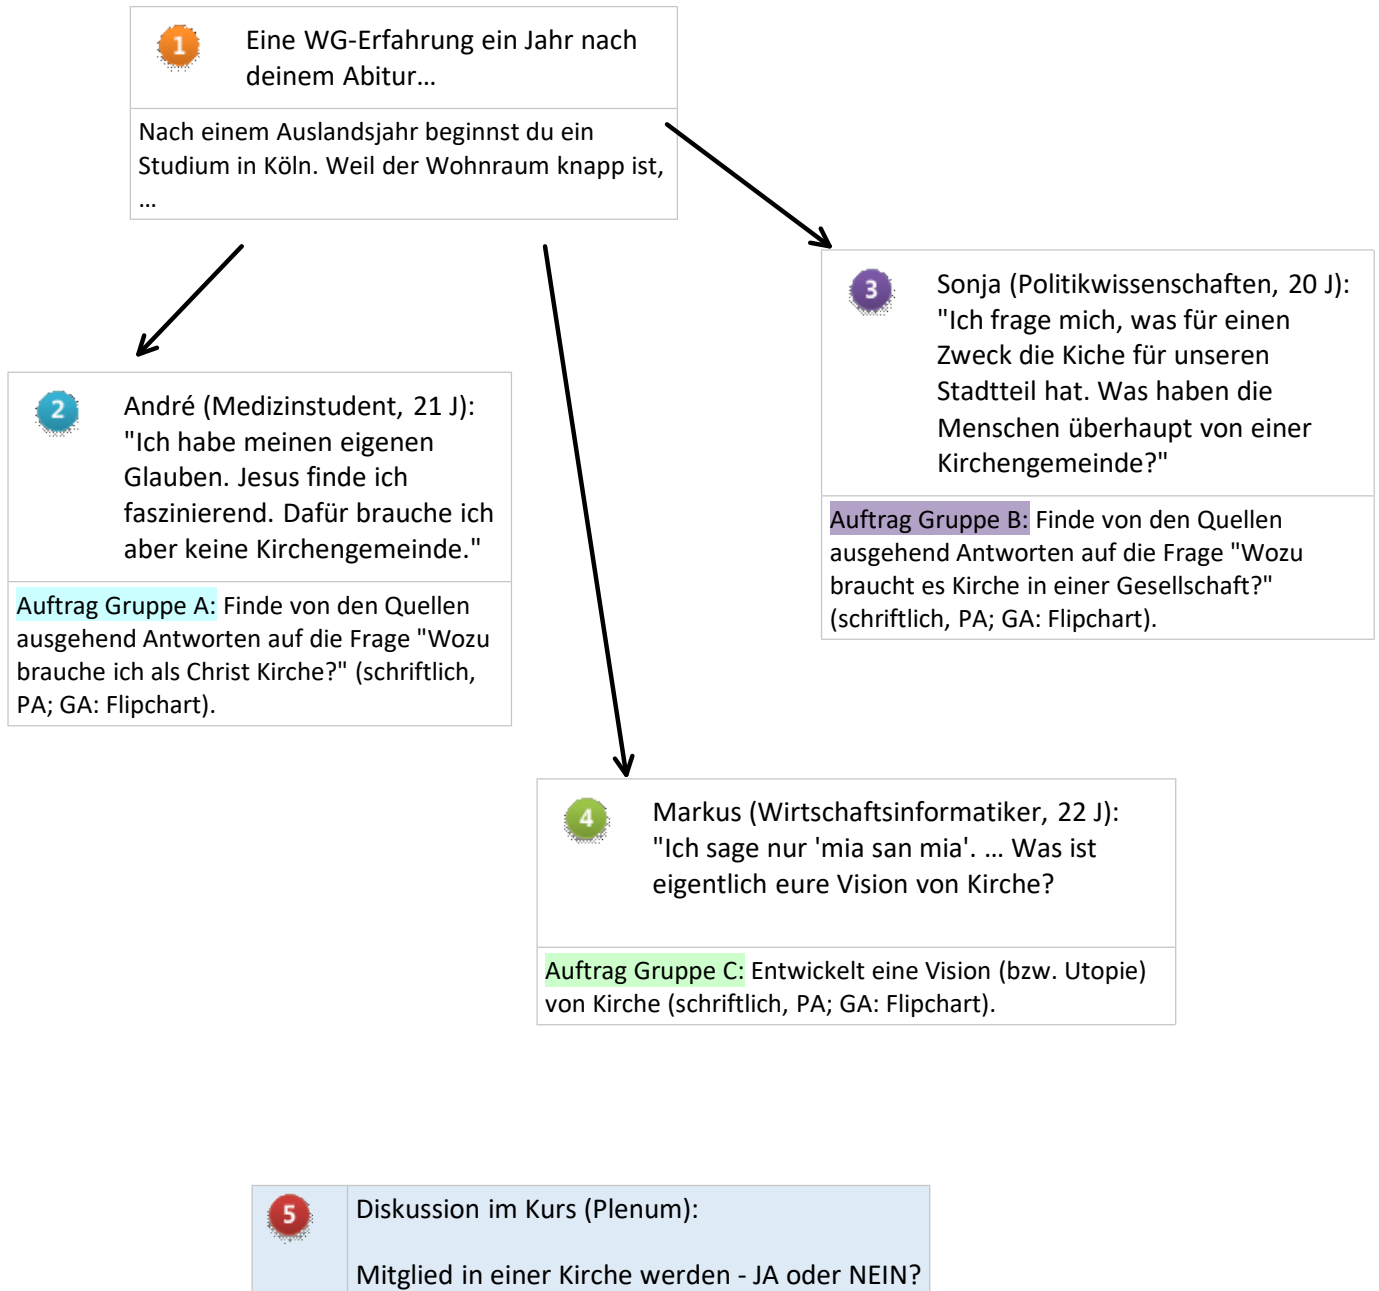 1
Eine WG-Erfahrung ein Jahr nach
deinem Abitur...
Nach einem Auslandsjahr beginnst du ein
Studium in Köln. Weil der Wohnraum knapp ist,
...
2
André (Medizinstudent, 21 J):
"Ich habe meinen eigenen
Glauben. Jesus finde ich
faszinierend. Dafür brauche ich
aber keine Kirchengemeinde."
Auftrag Gruppe A: Finde von den Quellen
ausgehend Antworten auf die Frage "Wozu
brauche ich als Christ Kirche?" (schriftlich,
PA; GA: Flipchart).
3
Sonja (Politikwissenschaften, 20 J):
"Ich frage mich, was für einen
Zweck die Kiche für unseren
Stadtteil hat. Was haben die
Menschen überhaupt von einer
Kirchengemeinde?"
Auftrag Gruppe B: Finde von den Quellen
ausgehend Antworten auf die Frage "Wozu
braucht es Kirche in einer Gesellschaft?"
(schriftlich, PA; GA: Flipchart).
4
Markus (Wirtschaftsinformatiker, 22 J):
"Ich sage nur 'mia san mia'. ... Was ist
eigentlich eure Vision von Kirche?
Auftrag Gruppe C: Entwickelt eine Vision (bzw. Utopie)
von Kirche (schriftlich, PA; GA: Flipchart).
5
Diskussion im Kurs (Plenum):
Mitglied in einer Kirche werden - JA oder NEIN?